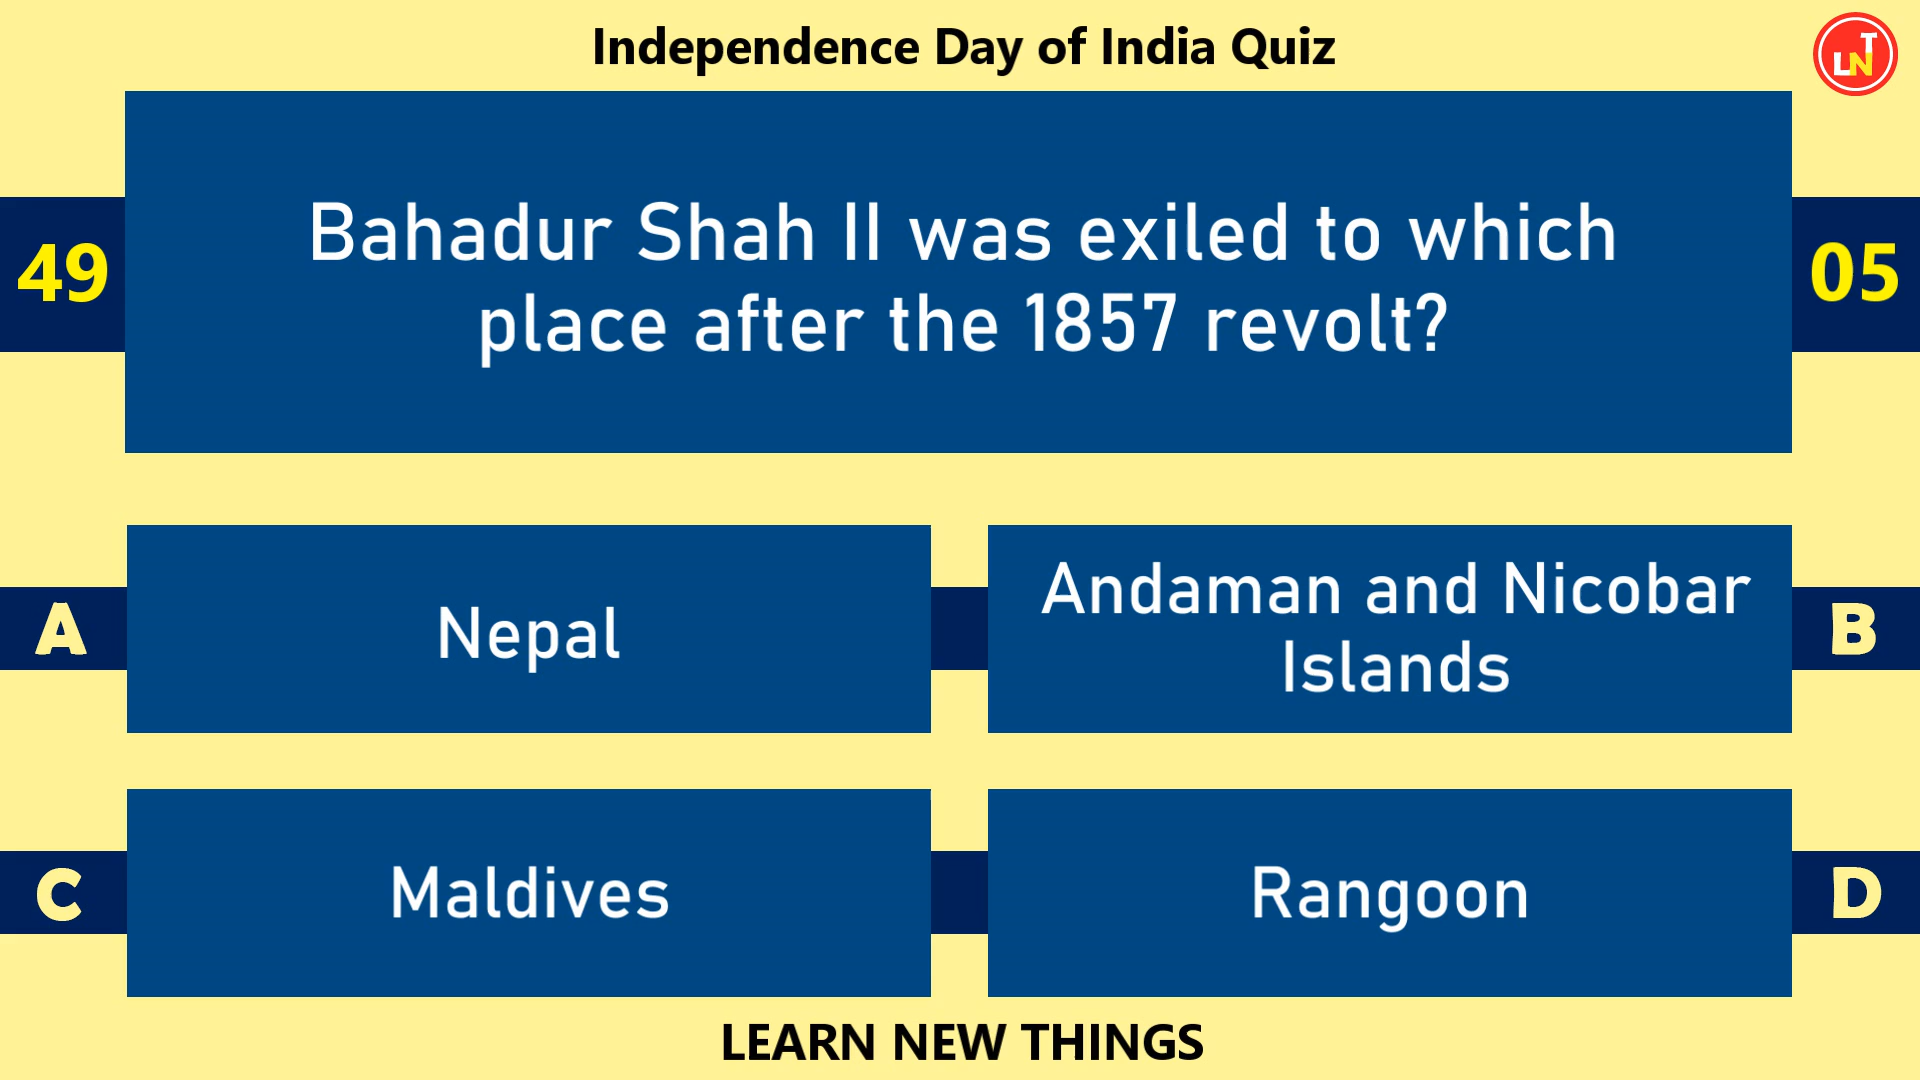 Independence Day of India Quiz
LNT
49
Bahadur Shah II was exiled to which
place after the 1857 revolt?
05
A
Nepal
Andaman and Nicobar
Islands
B
C
Maldives
Rangoon
D
LEARN NEW THINGS